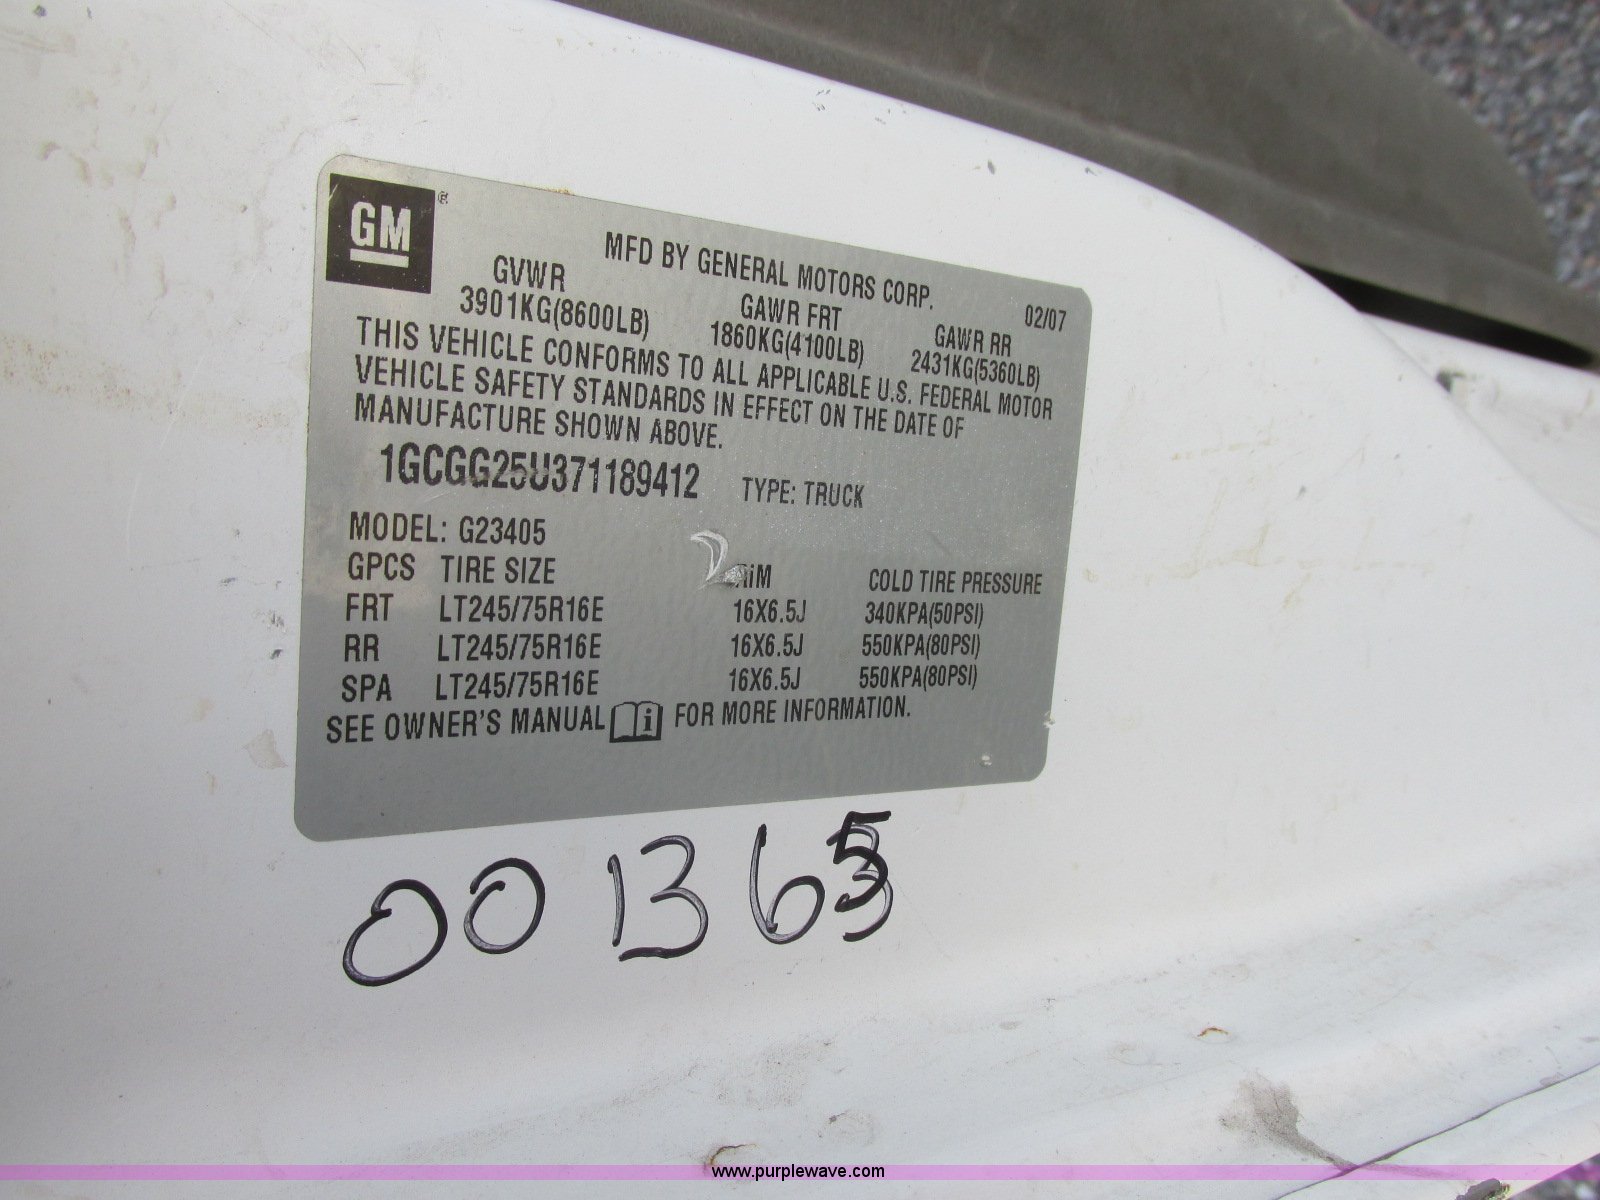 GM ®
MFD BY GENERAL MOTORS CORP.
02/07
GVWR
3901KG(8600LB)
GAWR FRT
1860KG(4100LB)
GAWR RR
2431KG(5360LB)
THIS VEHICLE CONFORMS TO ALL APPLICABLE U.S. FEDERAL MOTOR
VEHICLE SAFETY STANDARDS IN EFFECT ON THE DATE OF
MANUFACTURE SHOWN ABOVE.
1GCGG25U371189412 TYPE: TRUCK
MODEL: G23405
GPCS TIRE SIZE RIM COLD TIRE PRESSURE
FRT LT245/75R16E 16X6.5J 340KPA(50PSI)
RR LT245/75R16E 16X6.5J 550KPA(80PSI)
SPA LT245/75R16E 16X6.5J 550KPA(80PSI)
SEE OWNER'S MANUAL i FOR MORE INFORMATION.
001365
www.purplewave.com